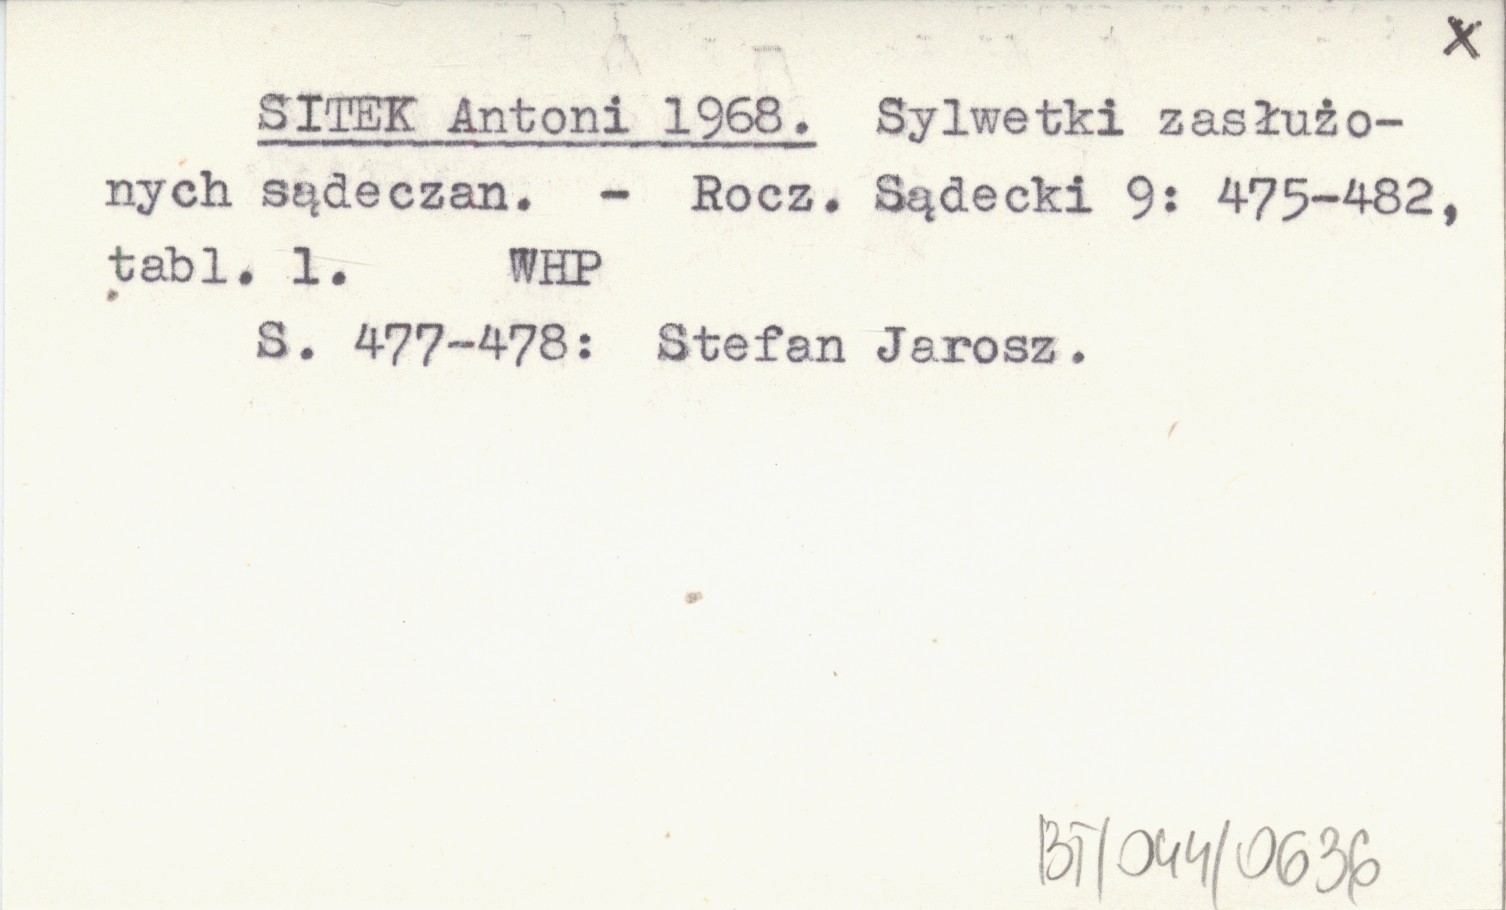 x
SITEK Antoni 1968. Sylwetki zasłużo-
nych sądeczan. - Rocz. Sądecki 9: 475-482,
tabl. 1. WHP
S. 477-478: Stefan Jarosz.
BT/044/0636